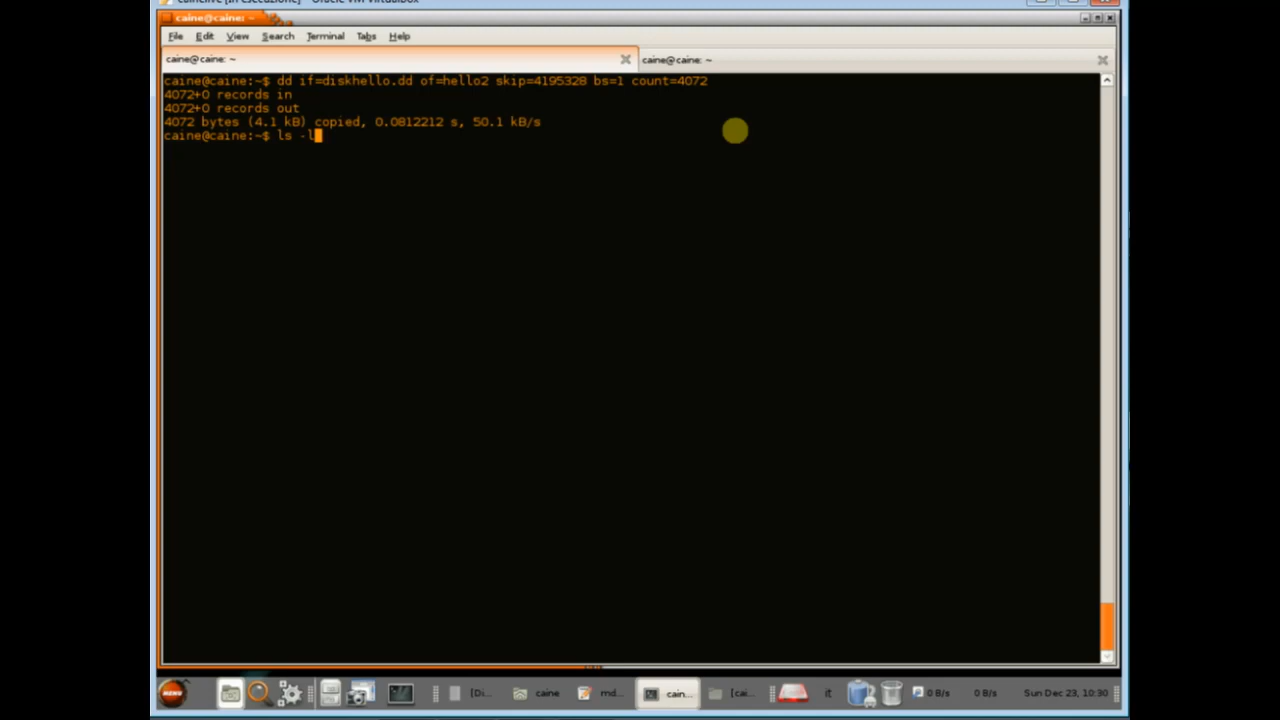 cainelive [in esecuzione] - Oracle VM VirtualBox
caine@caine: ~
File Edit View Search Terminal Tabs Help
caine@caine: ~
caine@caine: ~
caine@caine:~$ dd if=diskhello.dd of=hello2 skip=4195328 bs=1 count=4072
4072+0 records in
4072+0 records out
4072 bytes (4.1 kB) copied, 0.0812212 s, 50.1 kB/s
caine@caine:~$ ls -l
MENU [Di... caine md... cain... [cai... it 0 B/s 0 B/s Sun Dec 23, 10:30